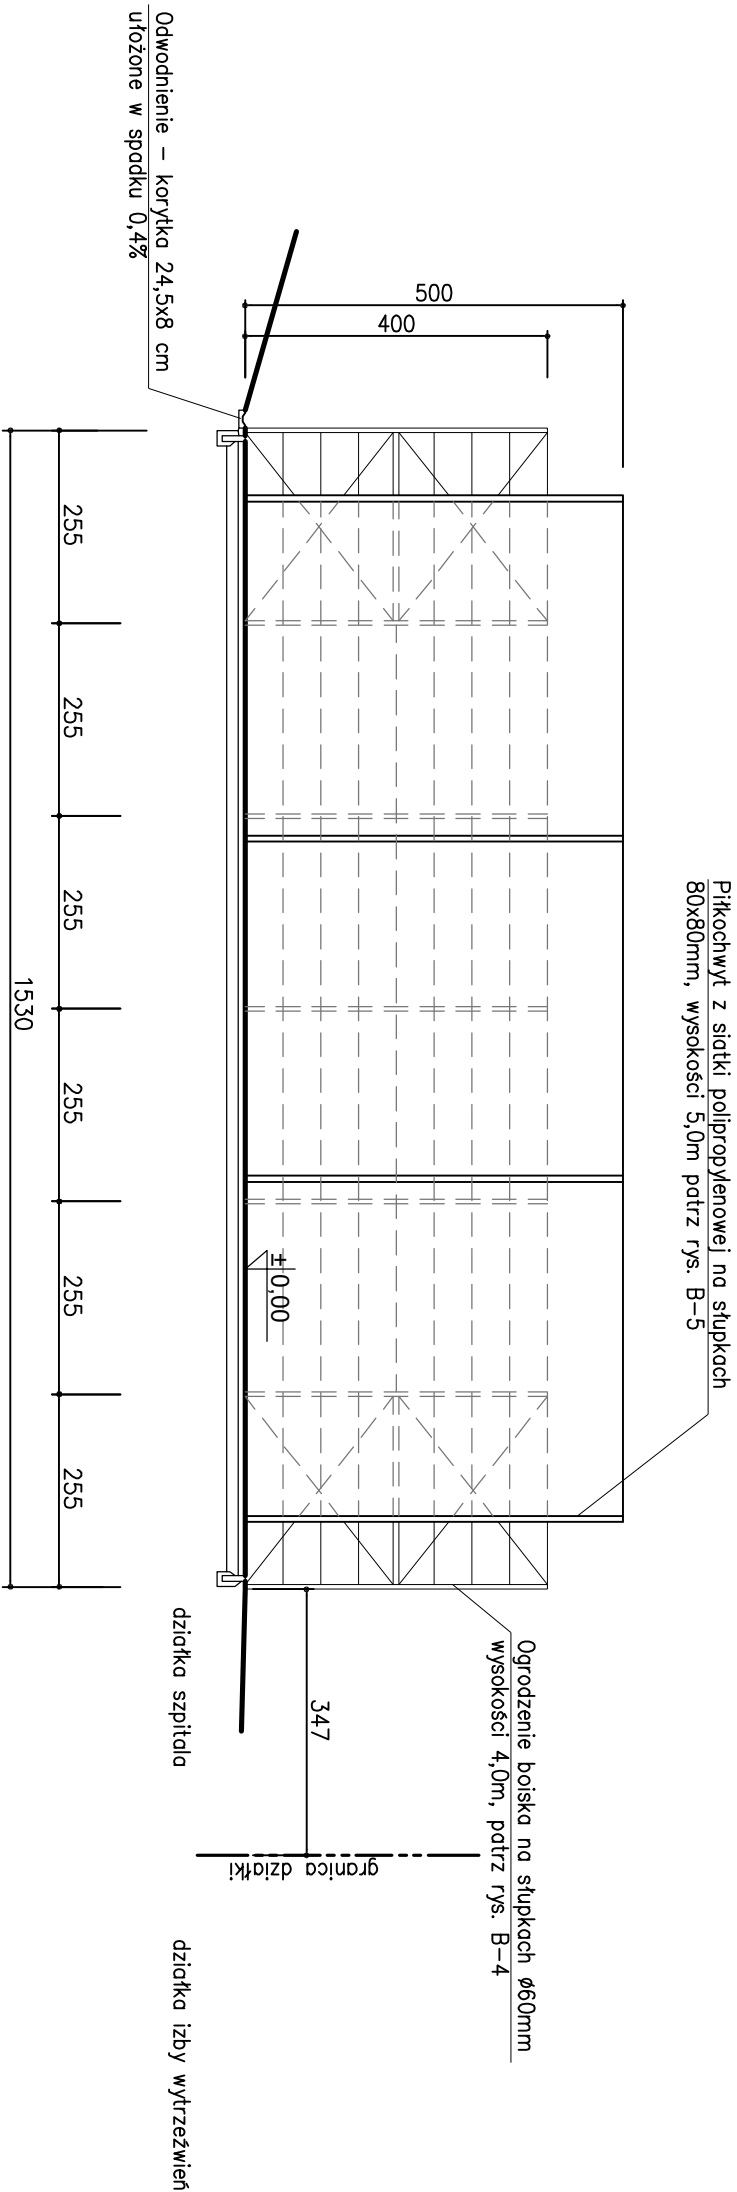 Piłkochwyt z siatki polipropylenowej na słupkach
80x80mm, wysokości 5,0m patrz rys. B-5
Ogrodzenie boiska na słupkach ø60mm
wysokości 4,0m, patrz rys. B-4
500
400
±0,00
347
granica działki
działka szpitala
działka izby wytrzeźwień
Odwodnienie – korytka 24,5x8 cm
ułożone w spadku 0,4%
255
255
255
255
255
255
1530